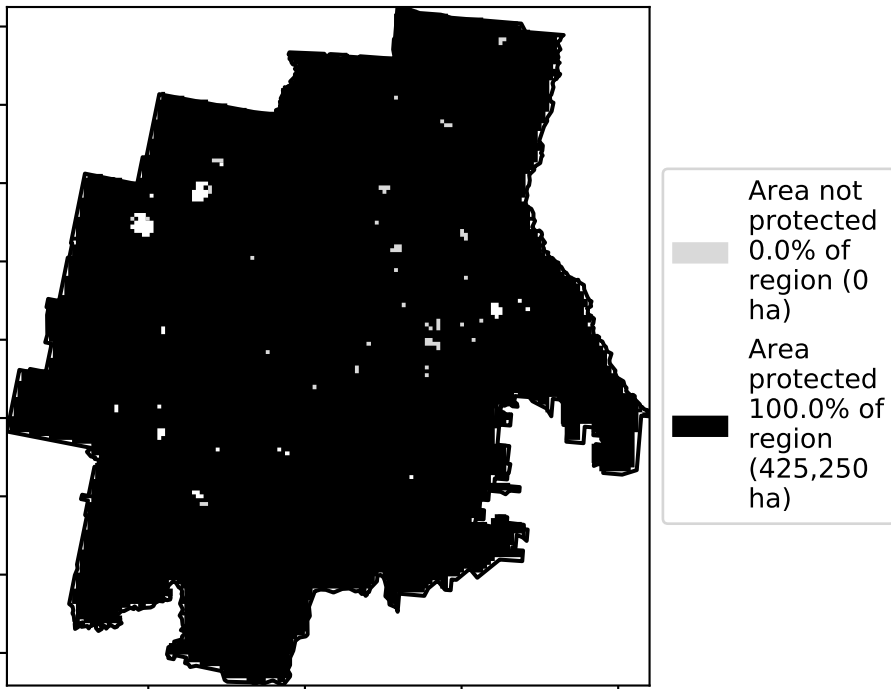 Area not
protected
0.0% of
region (0
ha)
Area
protected
100.0% of
region
(425,250
ha)